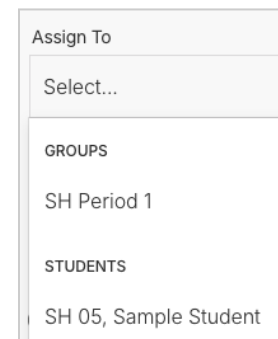 Assign To
Select...
GROUPS
SH Period 1
STUDENTS
SH 05, Sample Student